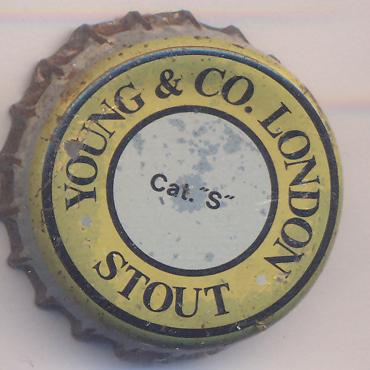 YOUNG & CO. LONDON
Cat. "S"
STOUT